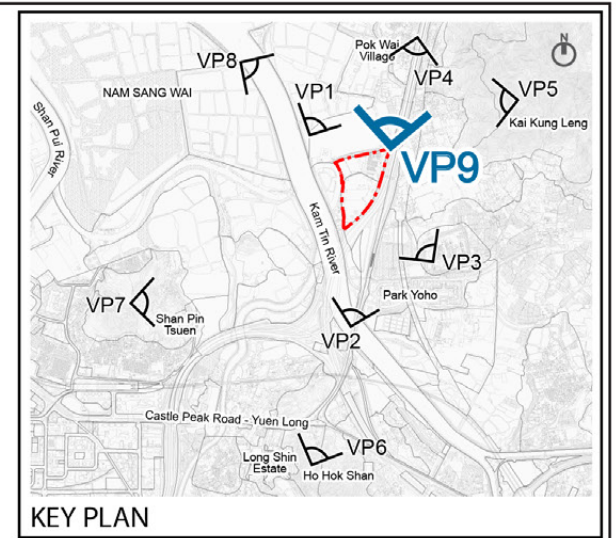 N
Pok Wai
Village
VP8
VP4
NAM SANG WAI
VP1
VP5
Kai Kung Leng
Shan Pui River
VP9
Kam Tin River
VP3
VP7
Shan Pin
Tsuen
Park Yoho
VP2
Castle Peak Road - Yuen Long
Long Shin
Estate
VP6
Ho Hok Shan
KEY PLAN